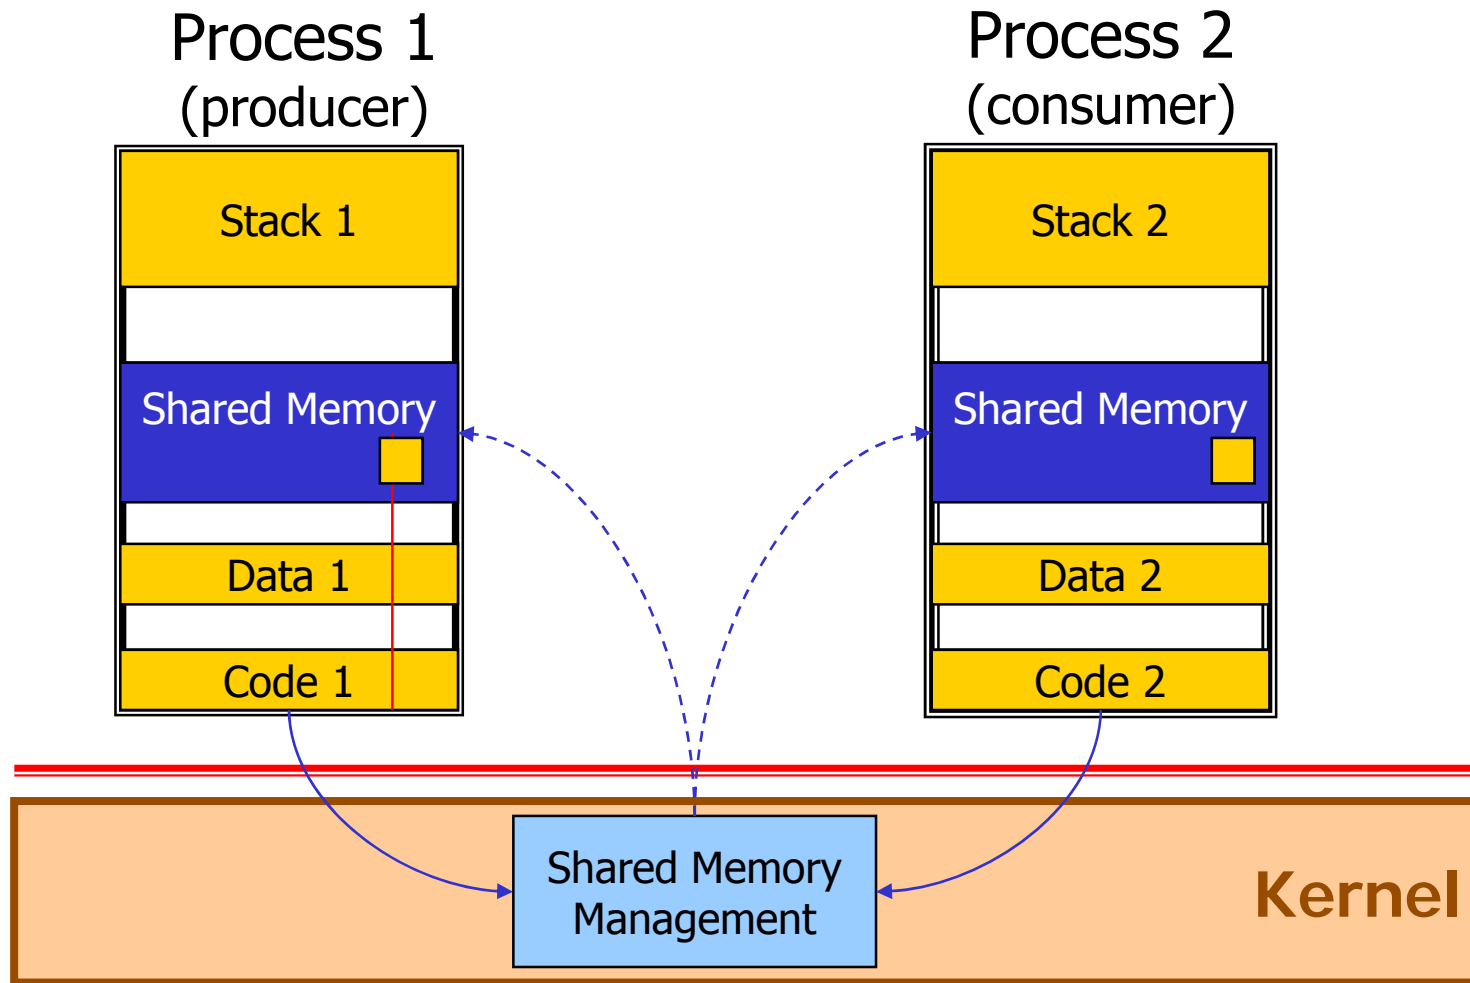 Process 1
(producer)
Process 2
(consumer)
Stack 1
Shared Memory
Data 1
Code 1
Stack 2
Shared Memory
Data 2
Code 2
Shared Memory
Management
Kernel